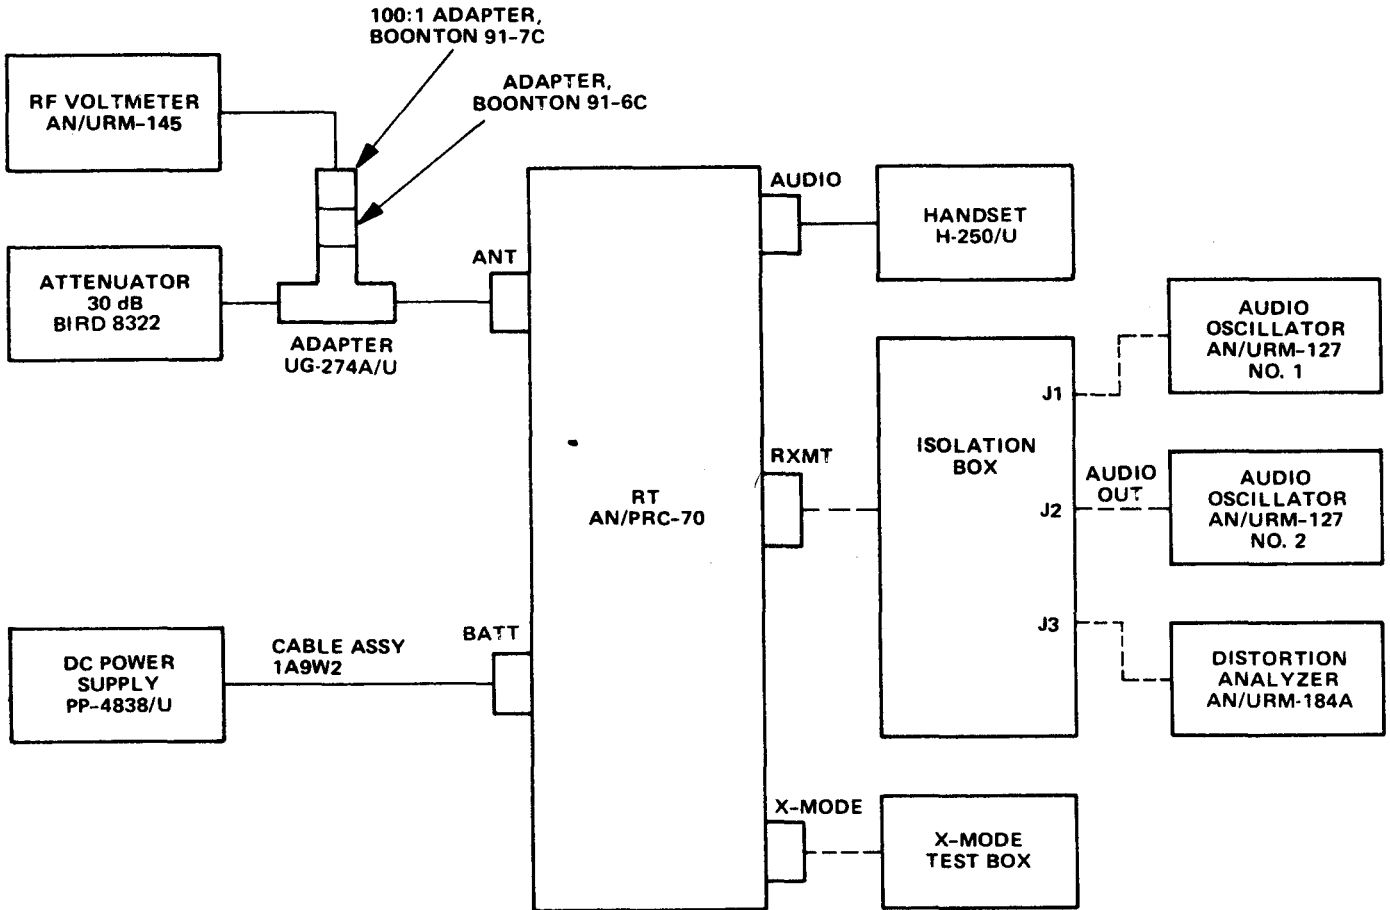 100:1 ADAPTER,
BOONTON 91-7C
ADAPTER,
BOONTON 91-6C
RF VOLTMETER
AN/URM-145
ATTENUATOR
30 dB
BIRD 8322
ADAPTER
UG-274A/U
ANT
DC POWER
SUPPLY
PP-4838/U
CABLE ASSY
1A9W2
BATT
RT
AN/PRC-70
AUDIO
HANDSET
H-250/U
RXMT
ISOLATION
BOX
J1
J2
J3
AUDIO
OUT
AUDIO
OSCILLATOR
AN/URM-127
NO. 1
AUDIO
OSCILLATOR
AN/URM-127
NO. 2
DISTORTION
ANALYZER
AN/URM-184A
X-MODE
X-MODE
TEST BOX